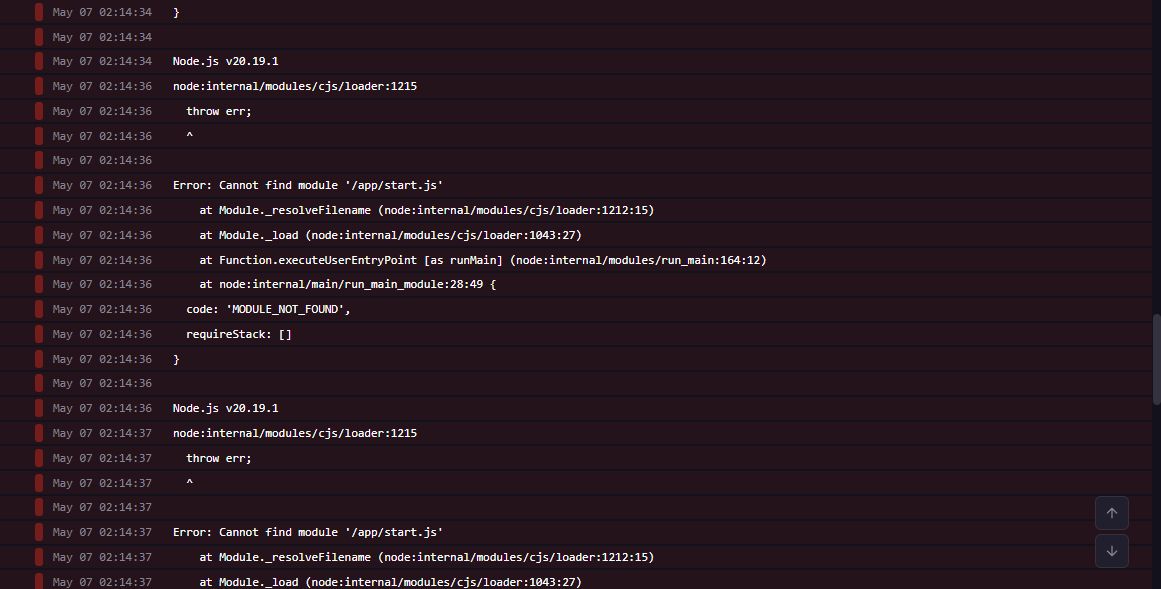 May 07 02:14:34 }
May 07 02:14:34
May 07 02:14:34 Node.js v20.19.1
May 07 02:14:36 node:internal/modules/cjs/loader:1215
May 07 02:14:36   throw err;
May 07 02:14:36   ^
May 07 02:14:36
May 07 02:14:36 Error: Cannot find module '/app/start.js'
May 07 02:14:36     at Module._resolveFilename (node:internal/modules/cjs/loader:1212:15)
May 07 02:14:36     at Module._load (node:internal/modules/cjs/loader:1043:27)
May 07 02:14:36     at Function.executeUserEntryPoint [as runMain] (node:internal/modules/run_main:164:12)
May 07 02:14:36     at node:internal/main/run_main_module:28:49 {
May 07 02:14:36   code: 'MODULE_NOT_FOUND',
May 07 02:14:36   requireStack: []
May 07 02:14:36 }
May 07 02:14:36
May 07 02:14:36 Node.js v20.19.1
May 07 02:14:37 node:internal/modules/cjs/loader:1215
May 07 02:14:37   throw err;
May 07 02:14:37   ^
May 07 02:14:37
May 07 02:14:37 Error: Cannot find module '/app/start.js'
May 07 02:14:37     at Module._resolveFilename (node:internal/modules/cjs/loader:1212:15)
May 07 02:14:37     at Module._load (node:internal/modules/cjs/loader:1043:27)